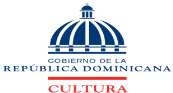 GOBIERNO DE LA
REPÚBLICA DOMINICANA
CULTURA